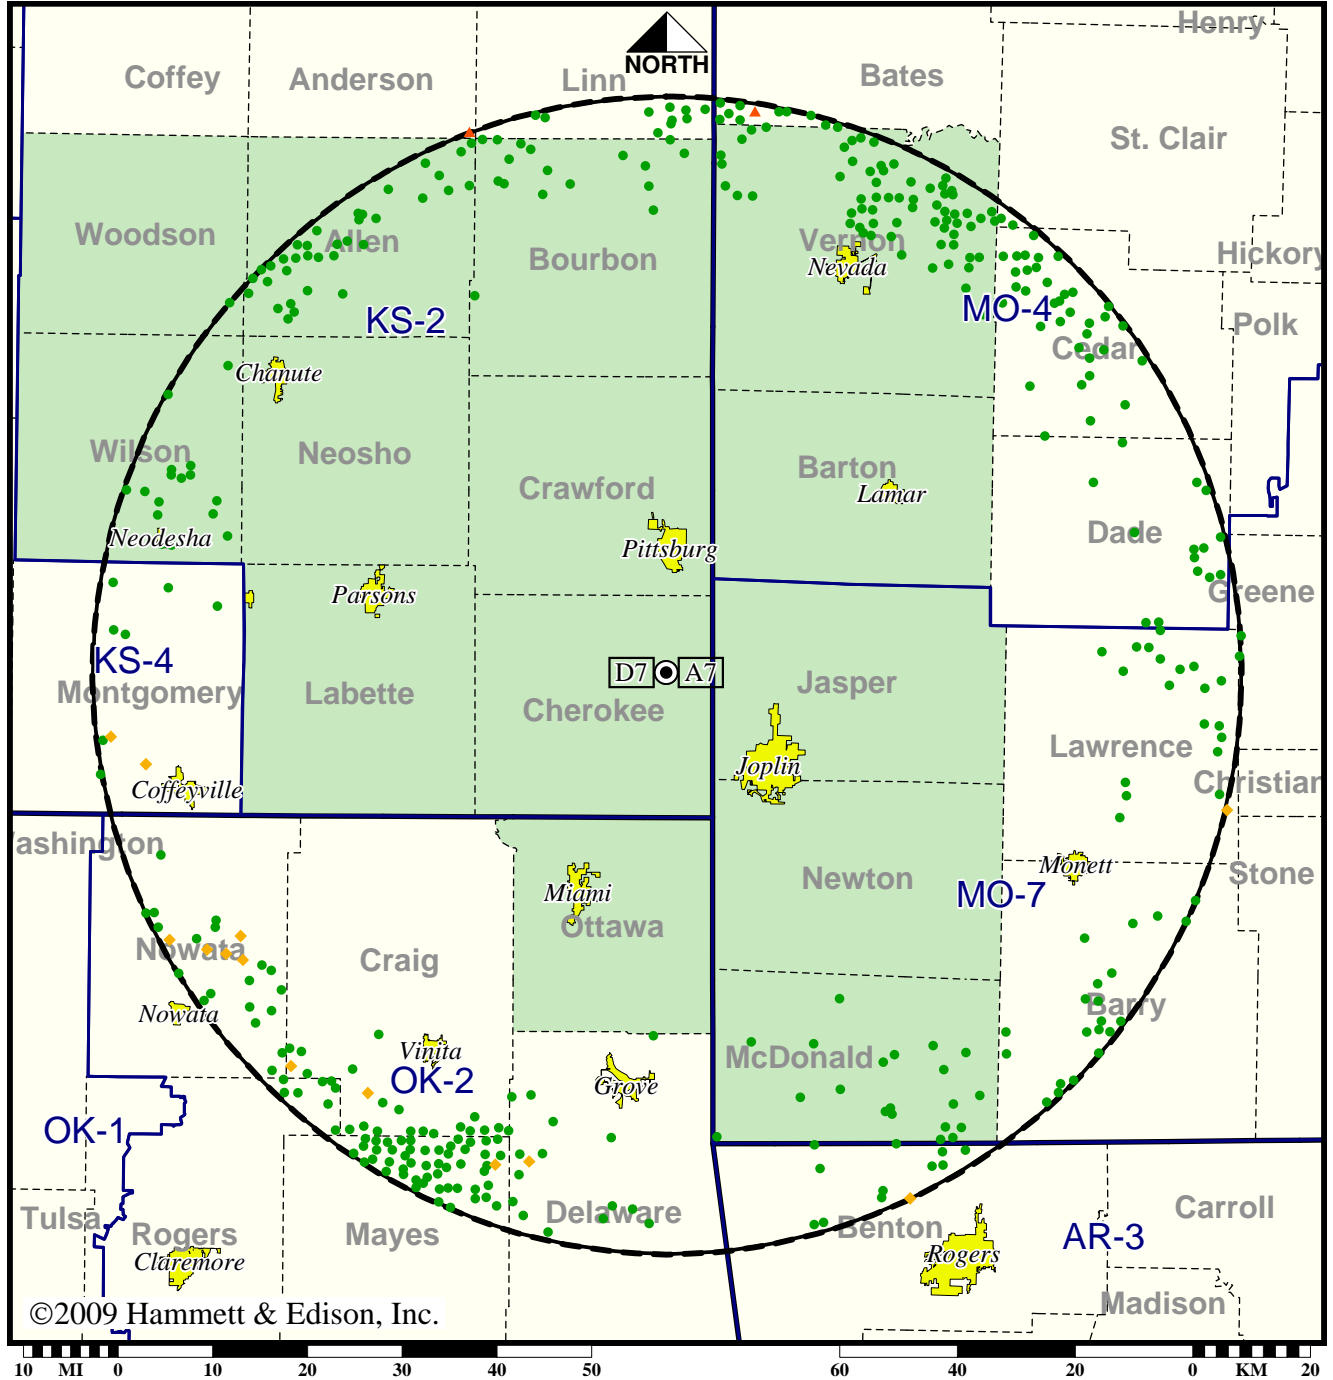 Henry
NORTH
Coffey
Anderson
Linn
Bates
St. Clair
Woodson
Allen
Bourbon
Vernon
Nevada
Hickory
KS-2
MO-4
Polk
Cedar
Chanute
Wilson
Neosho
Crawford
Barton
Lamar
Neodesha
Pittsburg
Dade
Parsons
Greene
KS-4
Montgomery
Labette
D7
A7
Cherokee
Jasper
Lawrence
Joplin
Coffeyville
Christian
ashington
Miami
Ottawa
Newton
MO-7
Monett
Stone
Nowata
Craig
Nowata
Barry
Vinita
OK-2
Grove
McDonald
OK-1
Tulsa
Rogers
Claremore
Mayes
Delaware
Benton
Rogers
AR-3
Carroll
Madison
©2009 Hammett & Edison, Inc.
10 MI 0 10 20 30 40 50 60 40 20 0 KM 20